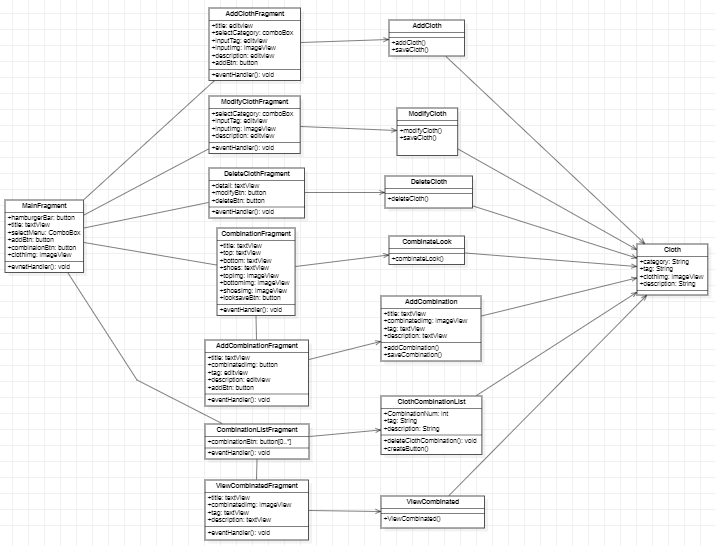 AddClothFragment
+title: editview
+selectCategory: comboBox
+inputTag: editview
+inputImg: imageView
+description: editview
+addBtn: button
+eventHandler(): void
AddCloth
+addCloth()
+saveCloth()
ModifyClothFragment
+selectCategory: comboBox
+inputTag: editview
+inputImg: imageView
+description: editview
+eventHandler(): void
ModifyCloth
+modifyCloth()
+saveCloth()
DeleteClothFragment
+detail: textView
+modifyBtn: button
+deleteBtn: button
+eventHandler(): void
DeleteCloth
+deleteCloth()
MainFragment
+hamburgerBar: button
+title: textView
+selectMenu: ComboBox
+addBtn: button
+combinationBtn: button
+clothImg: imageView
+evnetHandler(): void
CombinationFragment
+title: textView
+top: textView
+bottom: textView
+shoes: textView
+topImg: imageView
+bottomImg: imageView
+shoesImg: imageView
+looksaveBtn: button
+eventHandler(): void
CombinateLook
+combinateLook()
Cloth
+category: String
+tag: String
+clothImg: imageView
+description: String
AddCombination
+title: textView
+combinatedImg: imageView
+tag: textView
+description: textView
+addCombination()
+saveCombination()
AddCombinationFragment
+title: textView
+combinatedImg: button
+tag: editview
+description: editview
+addBtn: button
+eventHandler(): void
ClothCombinationList
+CombinationNum: int
+tag: String
+description: String
+deleteClothCombination(): void
+createButton()
CombinationListFragment
+combinationBtn: button[0..*]
+eventHandler(): void
ViewCombinatedFragment
+title: textView
+combinatedImg: imageView
+tag: textView
+description: textView
+eventHandler(): void
ViewCombinated
+ViewCombinated()